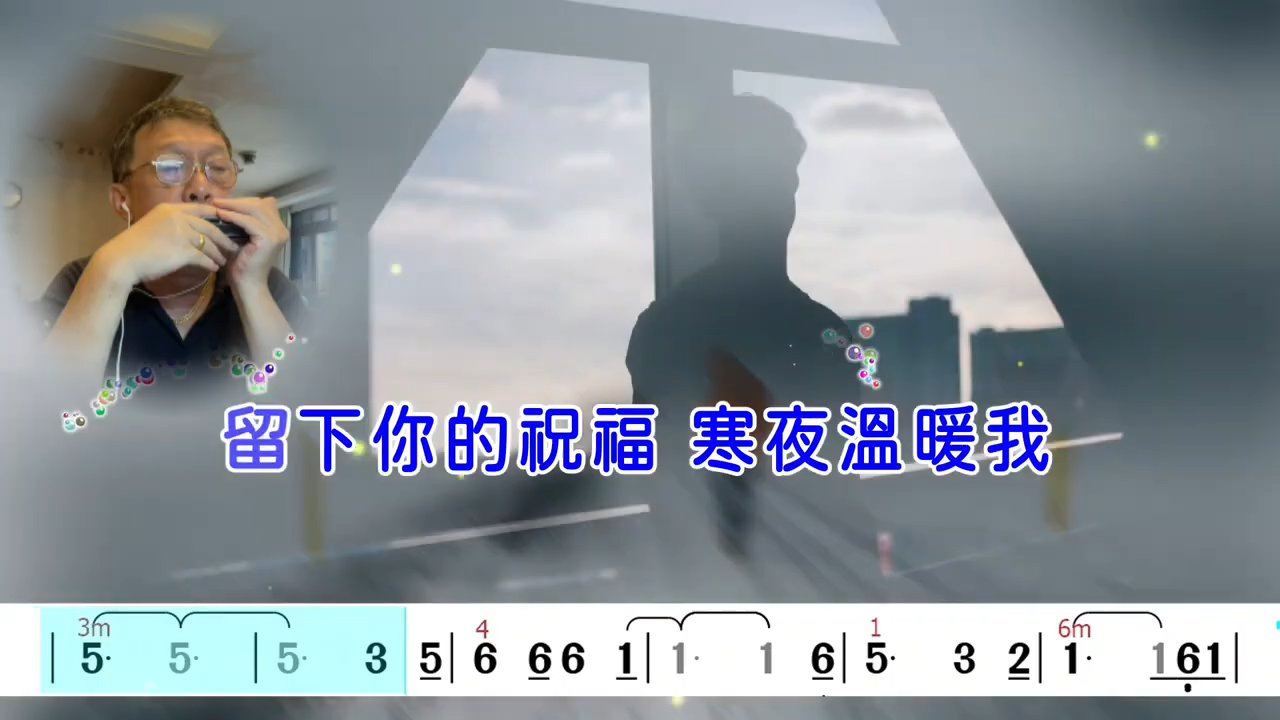 留下你的祝福 寒夜溫暖我
3m 4 1 6m
| 5· 5· | 5· 3 5 | 6 6 6 1 | 1· 1 6 | 5· 3 2 | 1· 1 6 1 |